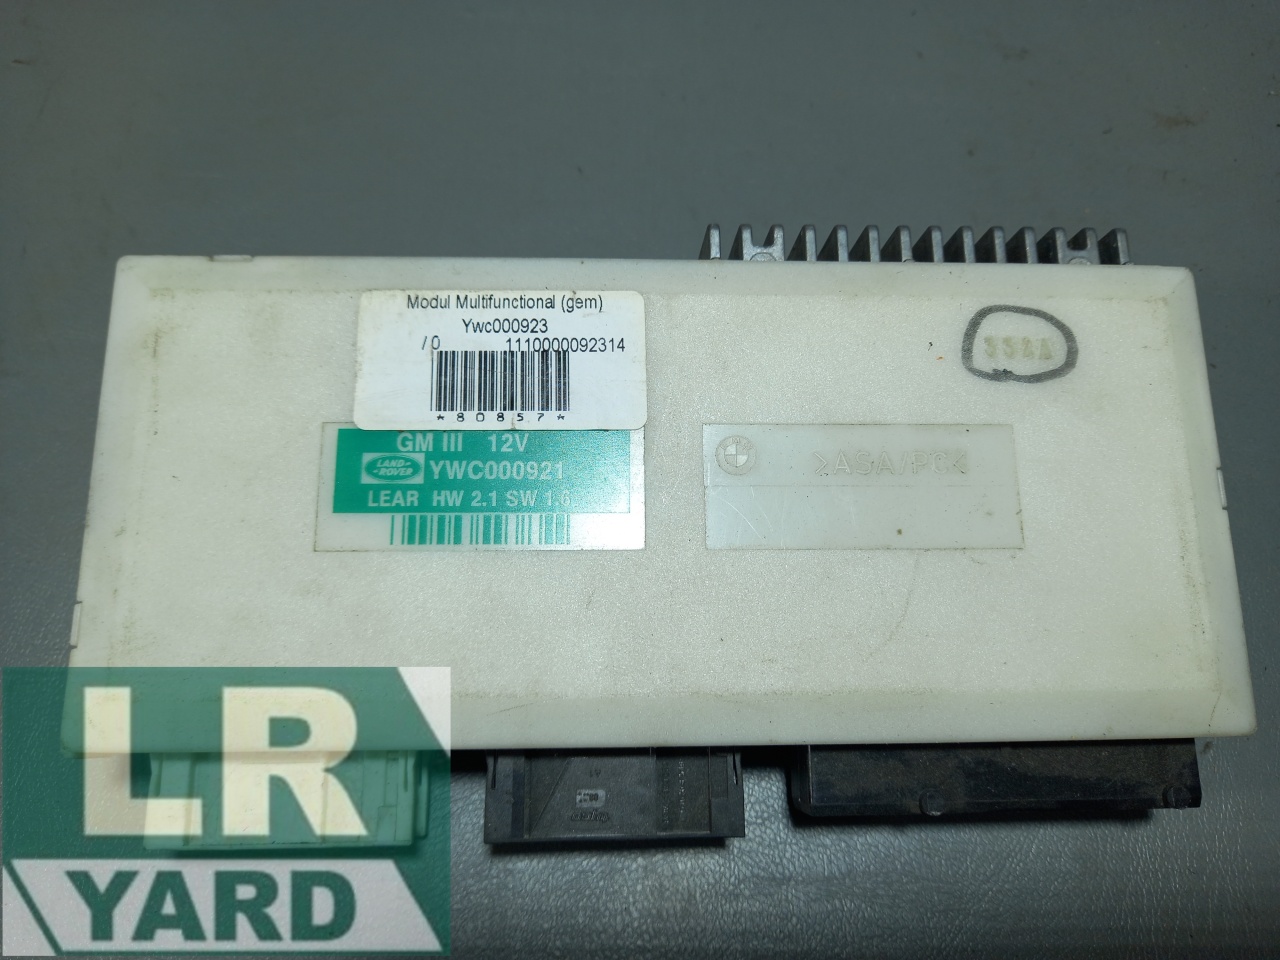 Modul Multifunctional (gem)
Ywc000923
/ 0 1110000092314
*80857*
GM III 12V
LAND-
-ROVER
YWC000921
LEAR HW 2.1 SW 1.6
>ASA/PC<
LR
YARD